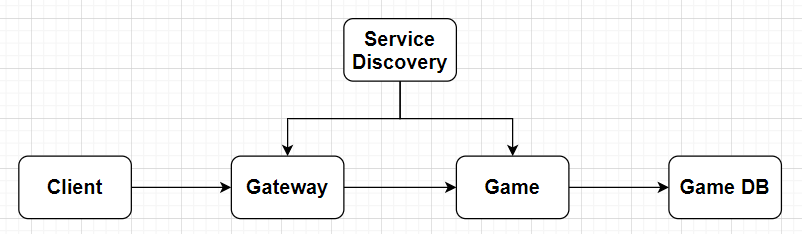 Service
Discovery
Client
Gateway
Game
Game DB